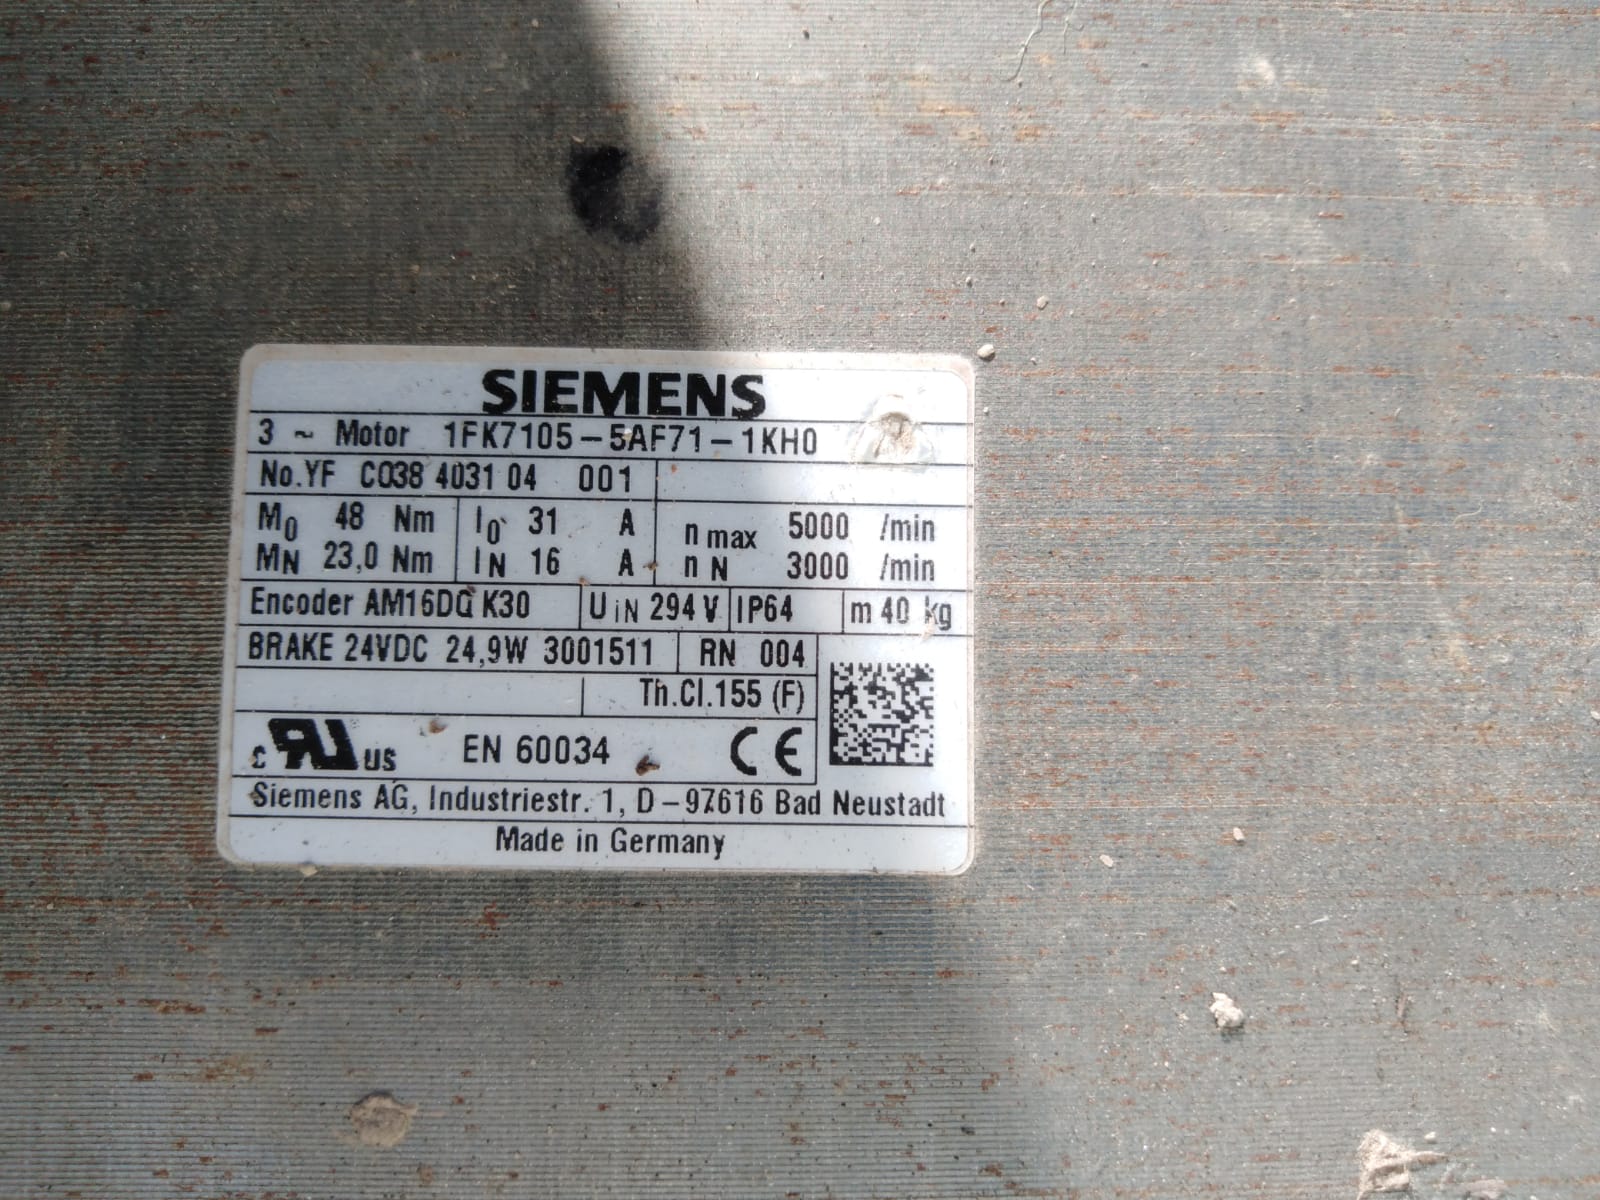 SIEMENS
3 ~ Motor 1FK7105-5AF71-1KH0
No.YF C038 4031 04 001
M0 48 Nm I0 31 A n max 5000 /min
MN 23,0 Nm IN 16 A n N 3000 /min
Encoder AM16DQ K30 UIN 294 V IP64 m 40 kg
BRAKE 24VDC 24,9W 3001511 RN 004
Th.Cl.155 (F)
c RU US EN 60034 CE
Siemens AG, Industriestr. 1, D-97616 Bad Neustadt
Made in Germany